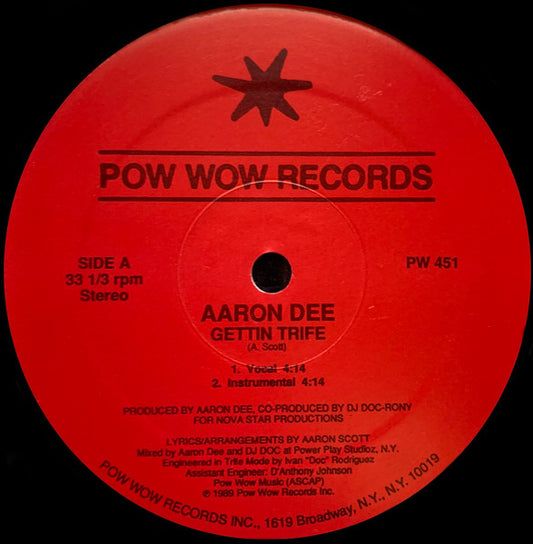 POW WOW RECORDS
SIDE A
33 1/3 rpm
Stereo
PW 451
AARON DEE
GETTIN TRIFE
(A. Scott)
1. Vocal 4:14
2. Instrumental 4:14
PRODUCED BY AARON DEE, CO-PRODUCED BY DJ DOC-RONY
FOR NOVA STAR PRODUCTIONS
LYRICS/ARRANGEMENTS BY AARON SCOTT
Mixed by Aaron Dee and DJ DOC at Power Play Studioz, N.Y.
Engineered in Trife Mode by Ivan "Doc" Rodriguez
Assistant Engineer: D'Anthony Johnson
Pow Wow Music (ASCAP)
℗ 1989 Pow Wow Records Inc.
POW WOW RECORDS INC., 1619 Broadway, N.Y., N.Y. 10019